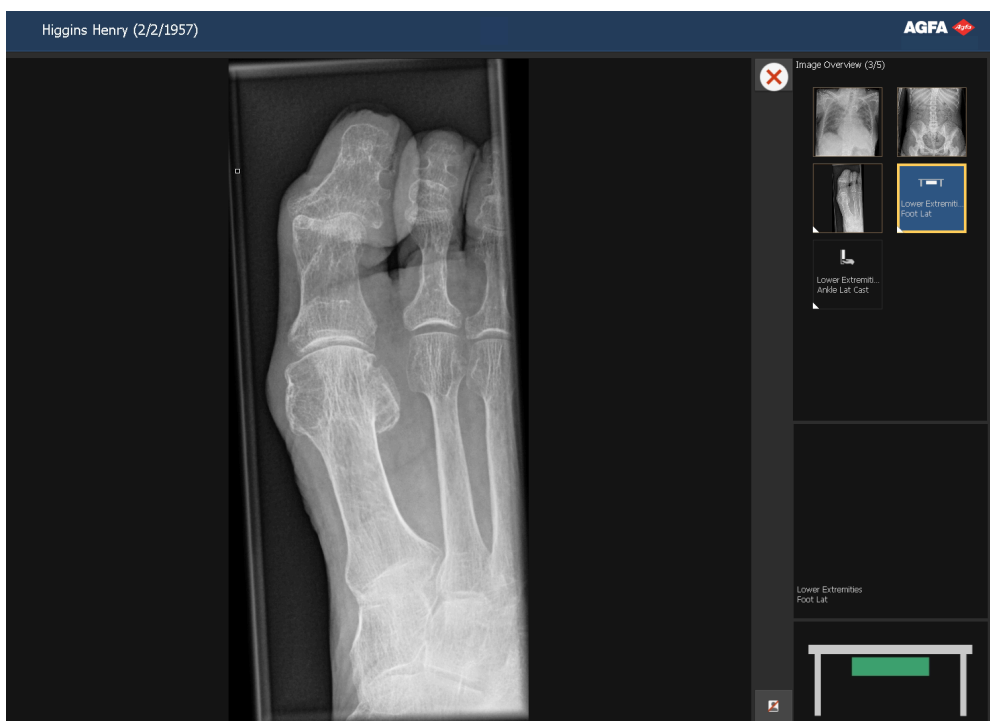 Higgins Henry (2/2/1957)
AGFA
Agfa
Image Overview (3/5)
Lower Extremiti...
Foot Lat
Lower Extremiti...
Ankle Lat Cast
Lower Extremities
Foot Lat